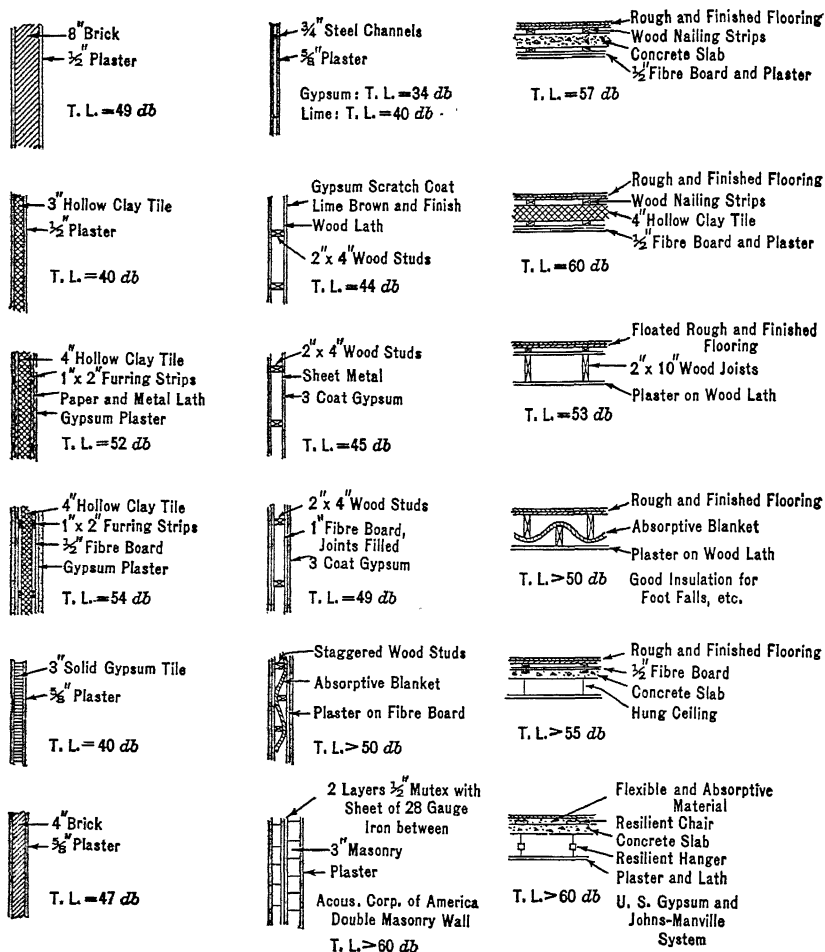 8" Brick
½" Plaster
T. L. = 49 db
3" Hollow Clay Tile
½" Plaster
T. L. = 40 db
4" Hollow Clay Tile
1" x 2" Furring Strips
Paper and Metal Lath
Gypsum Plaster
T. L. = 52 db
4" Hollow Clay Tile
1" x 2" Furring Strips
½" Fibre Board
Gypsum Plaster
T. L. = 54 db
3" Solid Gypsum Tile
⅝" Plaster
T. L. = 40 db
4" Brick
⅝" Plaster
T. L. = 47 db
¾" Steel Channels
⅝" Plaster
Gypsum: T. L. = 34 db
Lime: T. L. = 40 db
Gypsum Scratch Coat
Lime Brown and Finish
Wood Lath
2" x 4" Wood Studs
T. L. = 44 db
2" x 4" Wood Studs
Sheet Metal
3 Coat Gypsum
T. L. = 45 db
2" x 4" Wood Studs
1" Fibre Board,
Joints Filled
3 Coat Gypsum
T. L. = 49 db
Staggered Wood Studs
Absorptive Blanket
Plaster on Fibre Board
T. L. > 50 db
2 Layers ½" Mutex with
Sheet of 28 Gauge
Iron between
3" Masonry
Plaster
Acous. Corp. of America
Double Masonry Wall
T. L. > 60 db
Rough and Finished Flooring
Wood Nailing Strips
Concrete Slab
½" Fibre Board and Plaster
T. L. = 57 db
Rough and Finished Flooring
Wood Nailing Strips
4" Hollow Clay Tile
½" Fibre Board and Plaster
T. L. = 60 db
Floated Rough and Finished
Flooring
2" x 10" Wood Joists
Plaster on Wood Lath
T. L. = 53 db
Rough and Finished Flooring
Absorptive Blanket
Plaster on Wood Lath
T. L. > 50 db
Good Insulation for
Foot Falls, etc.
Rough and Finished Flooring
½" Fibre Board
Concrete Slab
Hung Ceiling
T. L. > 55 db
Flexible and Absorptive
Material
Resilient Chair
Concrete Slab
Resilient Hanger
Plaster and Lath
T. L. > 60 db
U. S. Gypsum and
Johns-Manville
System